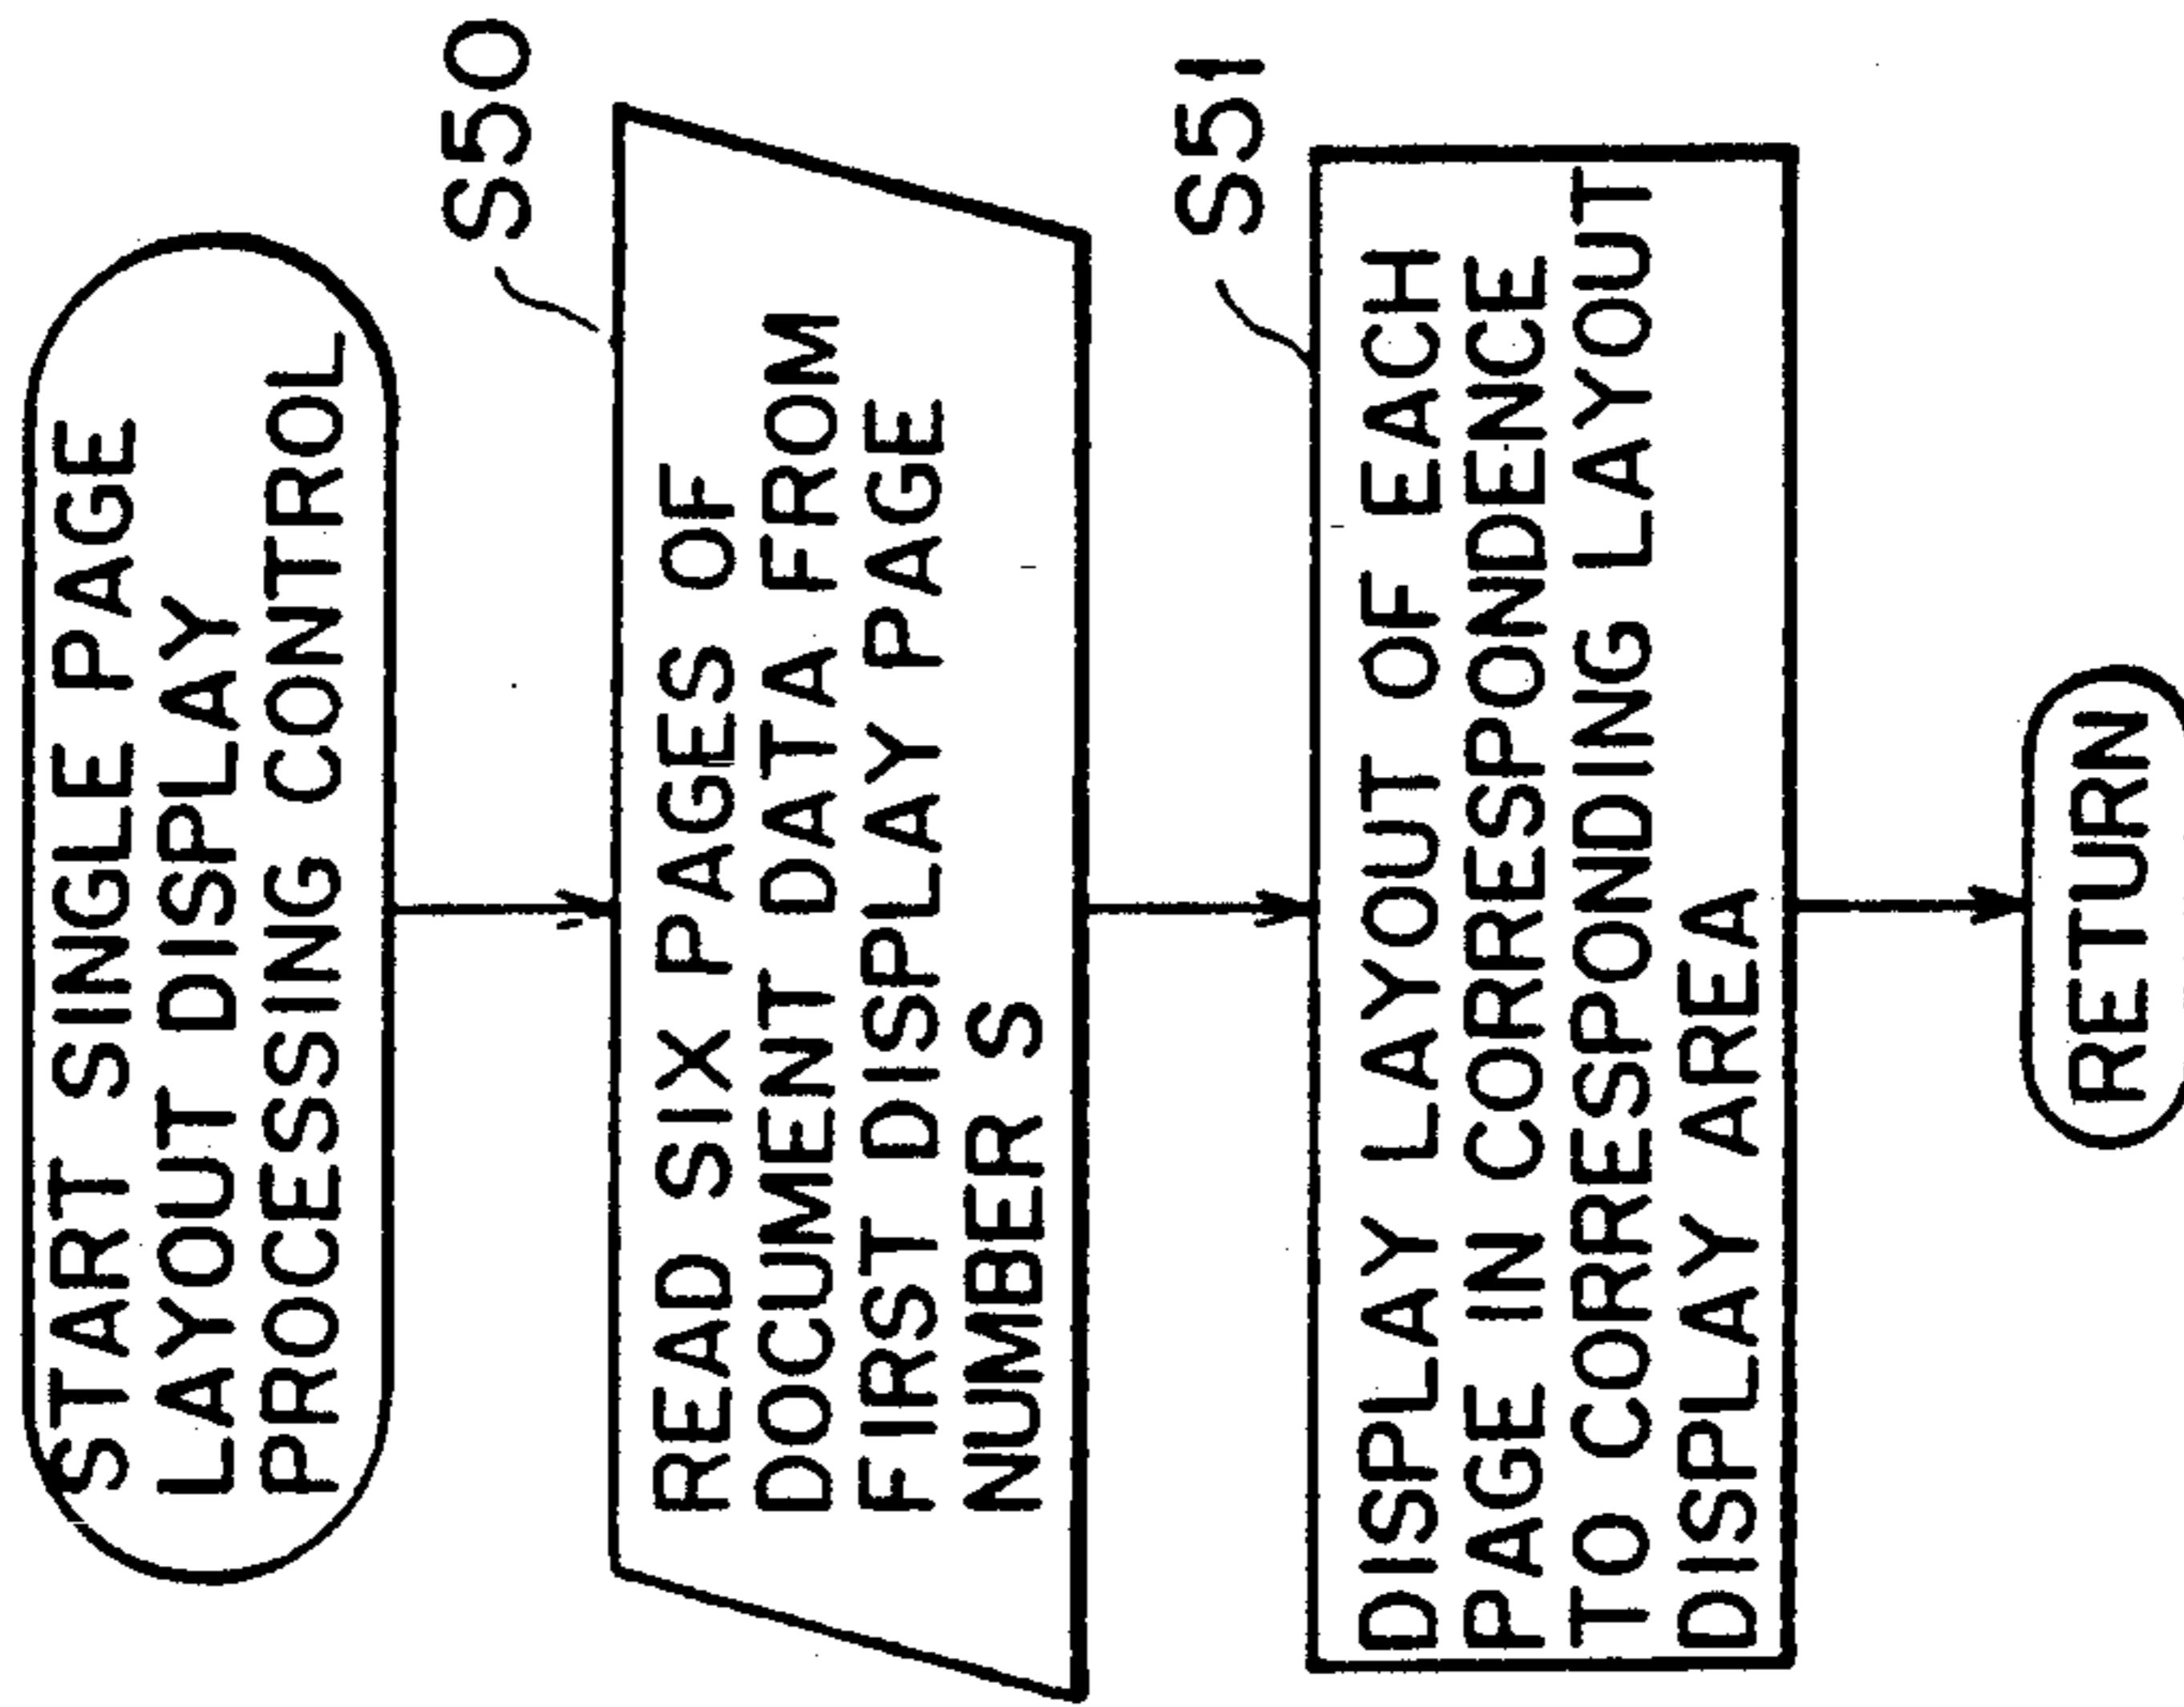 START SINGLE PAGE
LAYOUT DISPLAY
PROCESSING CONTROL
S50
READ SIX PAGES OF
DOCUMENT DATA FROM
FIRST DISPLAY PAGE
NUMBER S
S51
DISPLAY LAYOUT OF EACH
PAGE IN CORRESPONDENCE
TO CORRESPONDING LAYOUT
DISPLAY AREA
RETURN